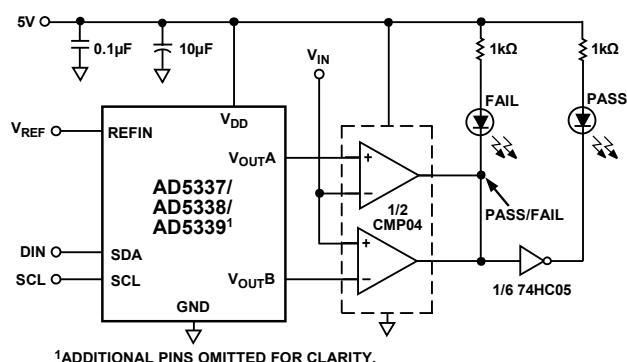 5V
0.1µF
10µF
VIN
1kΩ
1kΩ
FAIL
PASS
VREF
REFIN
VDD
VOUTA
AD5337/
AD5338/
AD5339¹
1/2
CMP04
PASS/FAIL
DIN
SDA
SCL
SCL
VOUTB
GND
1/6 74HC05
+
−
+
−
¹ADDITIONAL PINS OMITTED FOR CLARITY.